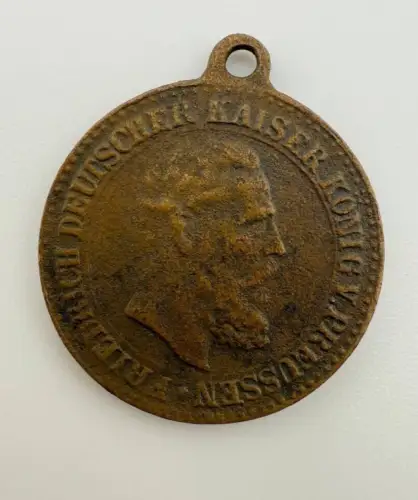 FRIEDRICH DEUTSCHER KAISER KÖNIG V. PREUSSEN